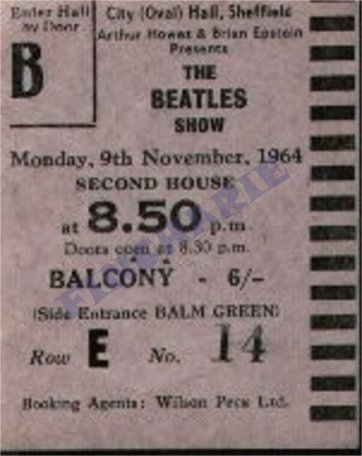 Enter Hall
by Door
B
City (Oval) Hall, Sheffield
Arthur Howes & Brian Epstein
Presents
THE
BEATLES
SHOW
Monday, 9th November, 1964
SECOND HOUSE
at 8.50 p.m.
Doors open at 8.30 p.m.
BALCONY - 6/-
(Side Entrance BALM GREEN)
Row E No. 14
Booking Agents: Wilson Peck Ltd.